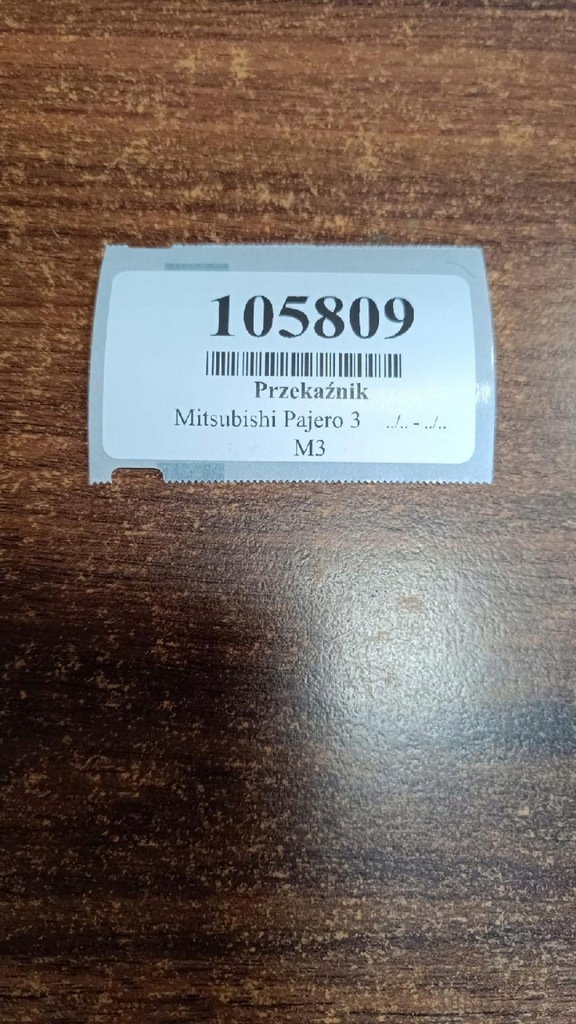 105809
Przekaźnik
Mitsubishi Pajero 3 ../.. - ../..
M3